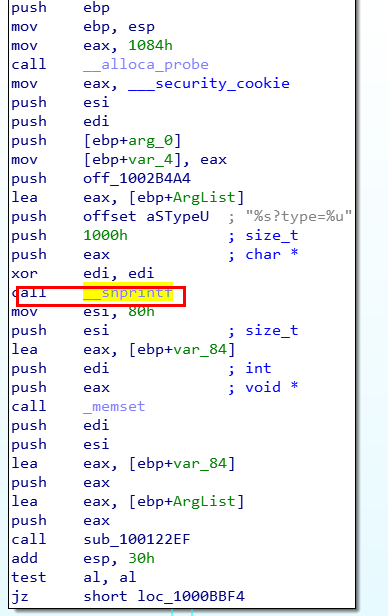 push    ebp
mov     ebp, esp
mov     eax, 1084h
call    __alloca_probe
mov     eax, ___security_cookie
push    esi
push    edi
push    [ebp+arg_0]
mov     [ebp+var_4], eax
push    off_1002B4A4
lea     eax, [ebp+ArgList]
push    offset aSTypeU  ; "%s?type=%u"
push    1000h           ; size_t
push    eax             ; char *
xor     edi, edi
call    __snprintf
mov     esi, 80h
push    esi             ; size_t
lea     eax, [ebp+var_84]
push    edi             ; int
push    eax             ; void *
call    _memset
push    edi
push    esi
lea     eax, [ebp+var_84]
push    eax
lea     eax, [ebp+ArgList]
push    eax
call    sub_100122EF
add     esp, 30h
test    al, al
jz      short loc_1000BBF4